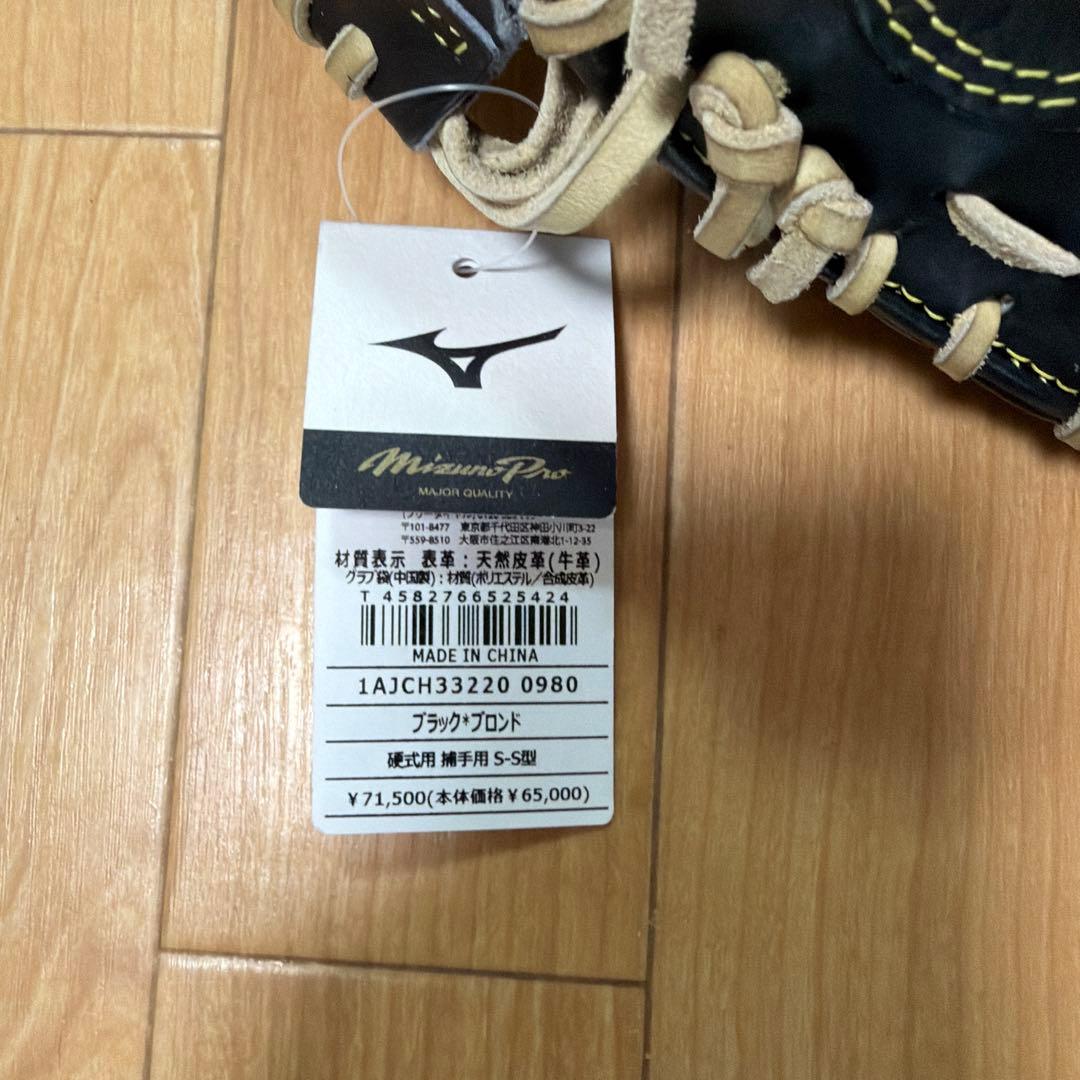 Mizuno Pro
MAJOR QUALITY
〒101-8477 東京都千代田区神田小川町3-22
〒559-8510 大阪市住之江区南港北1-12-35
材質表示 表革：天然皮革(牛革)
グラブ袋(中国製)：材質(ポリエステル／合成皮革)
T 4582766525424
MADE IN CHINA
1AJCH33220 0980
ブラック*ブロンド
硬式用 捕手用 S-S型
￥71,500(本体価格￥65,000)